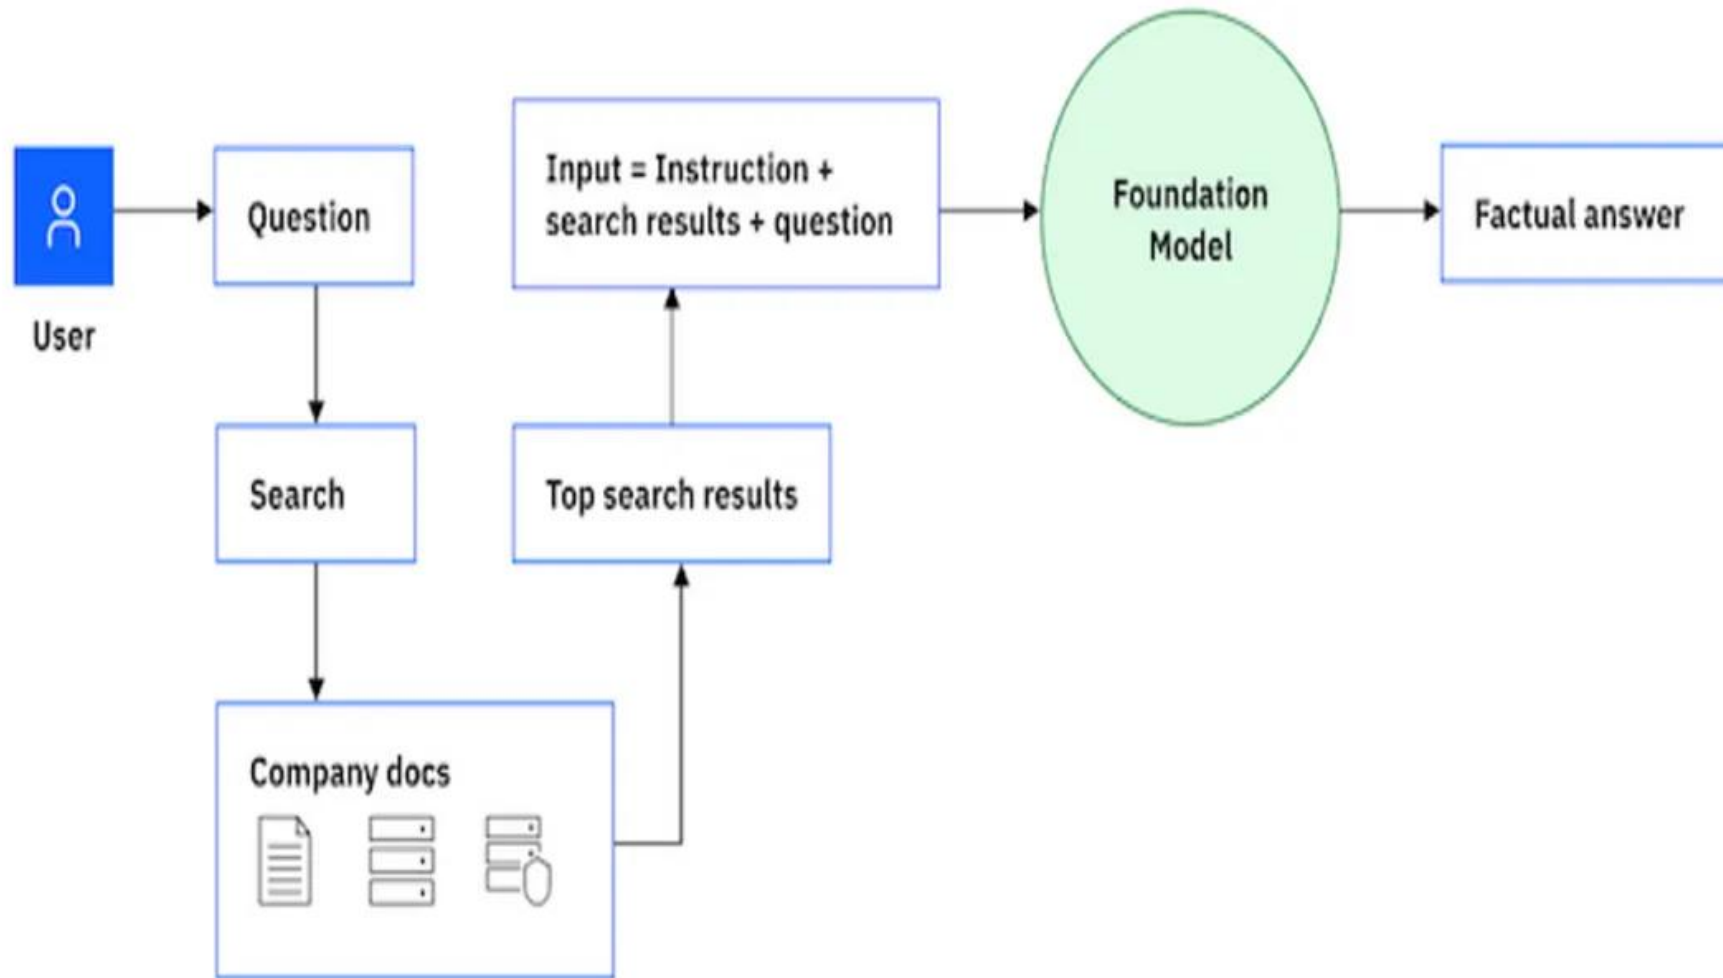 User
Question
Search
Company docs
Top search results
Input = Instruction +
search results + question
Foundation
Model
Factual answer